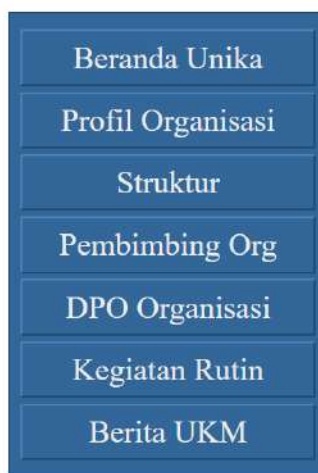 Beranda Unika
Profil Organisasi
Struktur
Pembimbing Org
DPO Organisasi
Kegiatan Rutin
Berita UKM